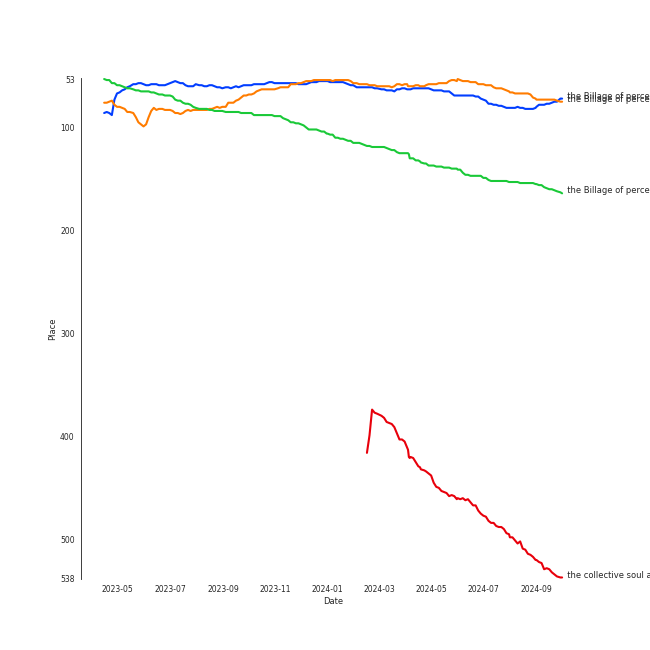 53
the Billage of perce
the Billage of perce
100
the Billage of perce
200
300
Place
400
500
538
the collective soul a
2023-05 2023-07 2023-09 2023-11 2024-01 2024-03 2024-05 2024-07 2024-09
Date